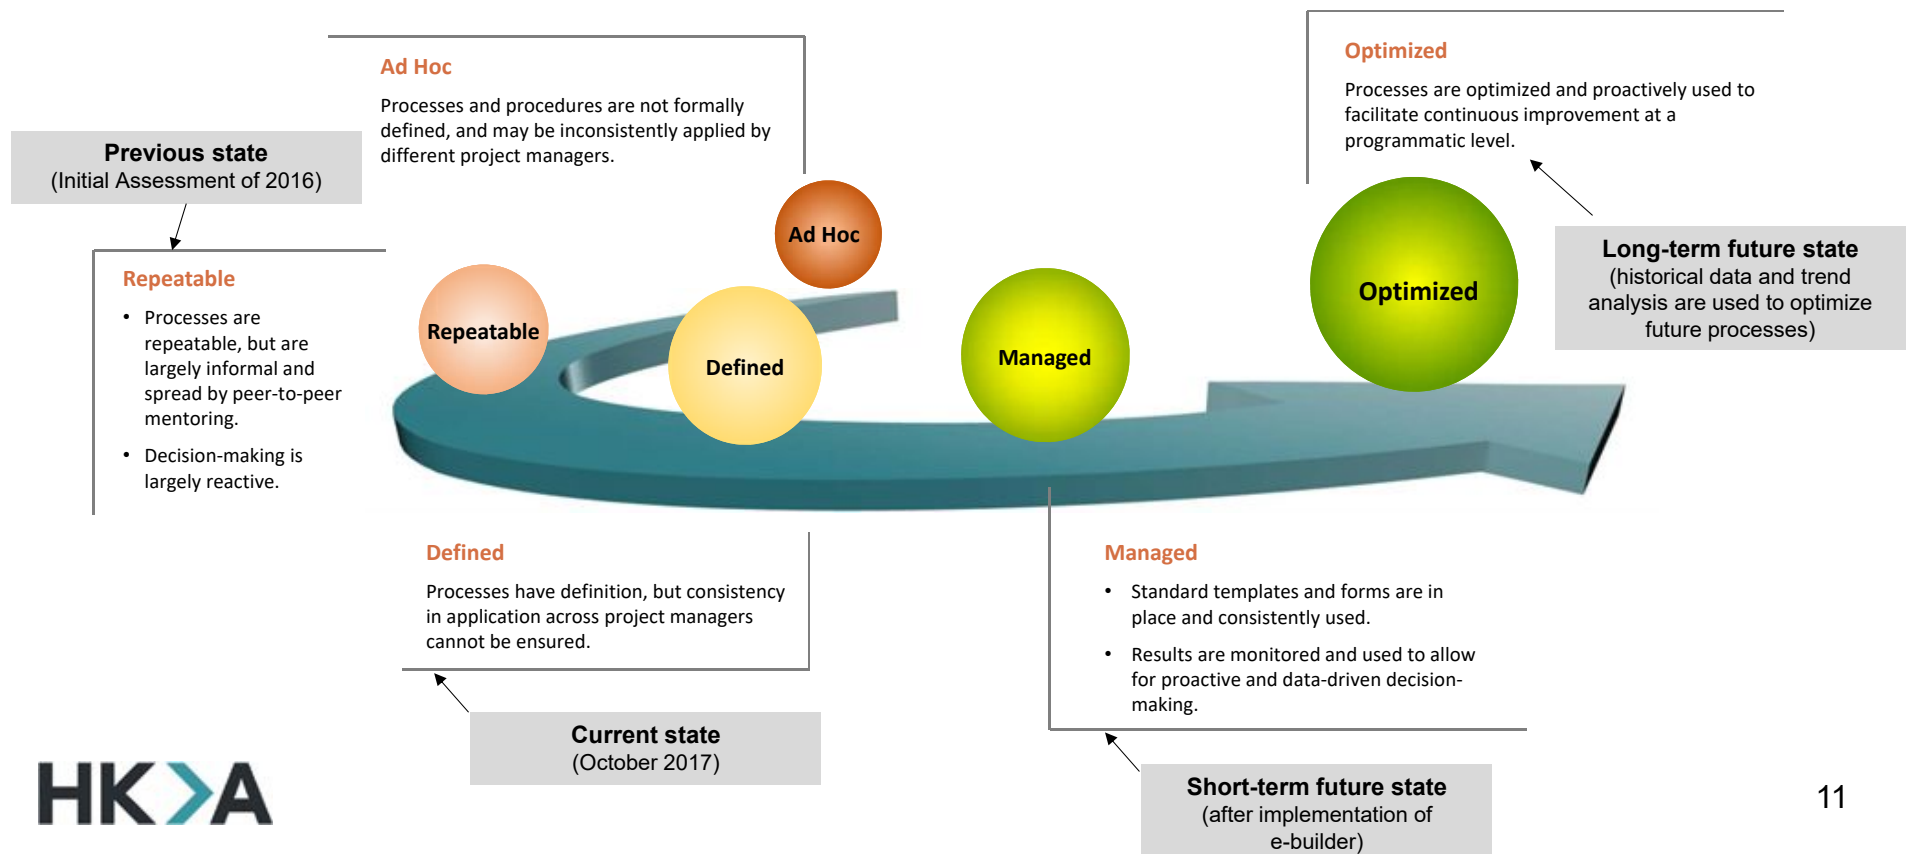 Ad Hoc
Processes and procedures are not formally
defined, and may be inconsistently applied by
different project managers.
Optimized
Processes are optimized and proactively used to
facilitate continuous improvement at a
programmatic level.
Previous state
(Initial Assessment of 2016)
Repeatable
• Processes are
repeatable, but are
largely informal and
spread by peer-to-peer
mentoring.
• Decision-making is
largely reactive.
Ad Hoc
Repeatable
Defined
Managed
Optimized
Long-term future state
(historical data and trend
analysis are used to optimize
future processes)
Defined
Processes have definition, but consistency
in application across project managers
cannot be ensured.
Current state
(October 2017)
Managed
• Standard templates and forms are in
place and consistently used.
• Results are monitored and used to allow
for proactive and data-driven decision-
making.
Short-term future state
(after implementation of
e-builder)
HKA
11